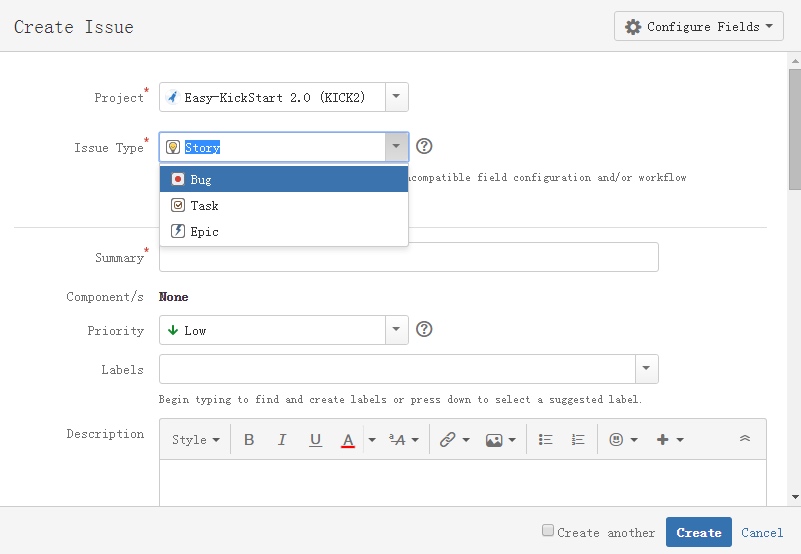 Create Issue
Configure Fields
Project*
Easy-KickStart 2.0 (KICK2)
Issue Type*
Story
Bug
ncompatible field configuration and/or workflow
Task
Epic
Summary*
Component/s None
Priority
Low
Labels
Begin typing to find and create labels or press down to select a suggested label.
Description
Style B I U A ªA
Create another
Create
Cancel